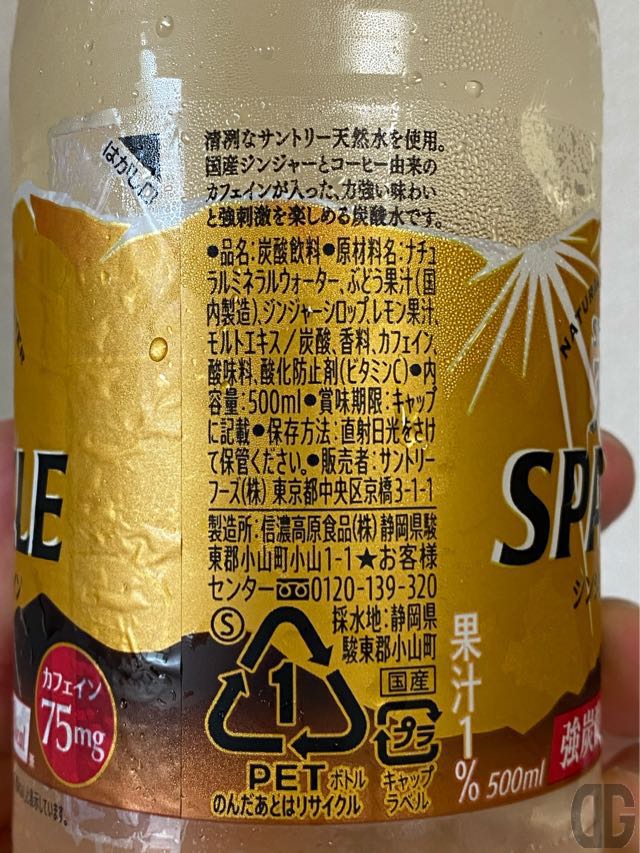 はがし口
清冽なサントリー天然水を使用。
国産ジンジャーとコーヒー由来の
カフェインが入った、力強い味わい
と強刺激を楽しめる炭酸水です。
●品名:炭酸飲料●原材料名:ナチュ
ラルミネラルウォーター、ぶどう果汁(国
内製造)、ジンジャーシロップ、レモン果汁、
モルトエキス/炭酸、香料、カフェイン、
酸味料、酸化防止剤(ビタミンC)●内
容量:500ml●賞味期限:キャップ
に記載●保存方法:直射日光をさけ
て保管ください。●販売者:サントリー
フーズ(株) 東京都中央区京橋3-1-1
製造所:信濃高原食品(株)静岡県駿
東郡小山町小山1-1★お客様
センター 0120-139-320
採水地:静岡県
駿東郡小山町
S
1
国産
プラ
PET ボトル
のんだあとはリサイクル
キャップ
ラベル
果汁1%
500ml
強炭
NATURAL
SPA
LE
カフェイン
75mg
表示しています。
DG